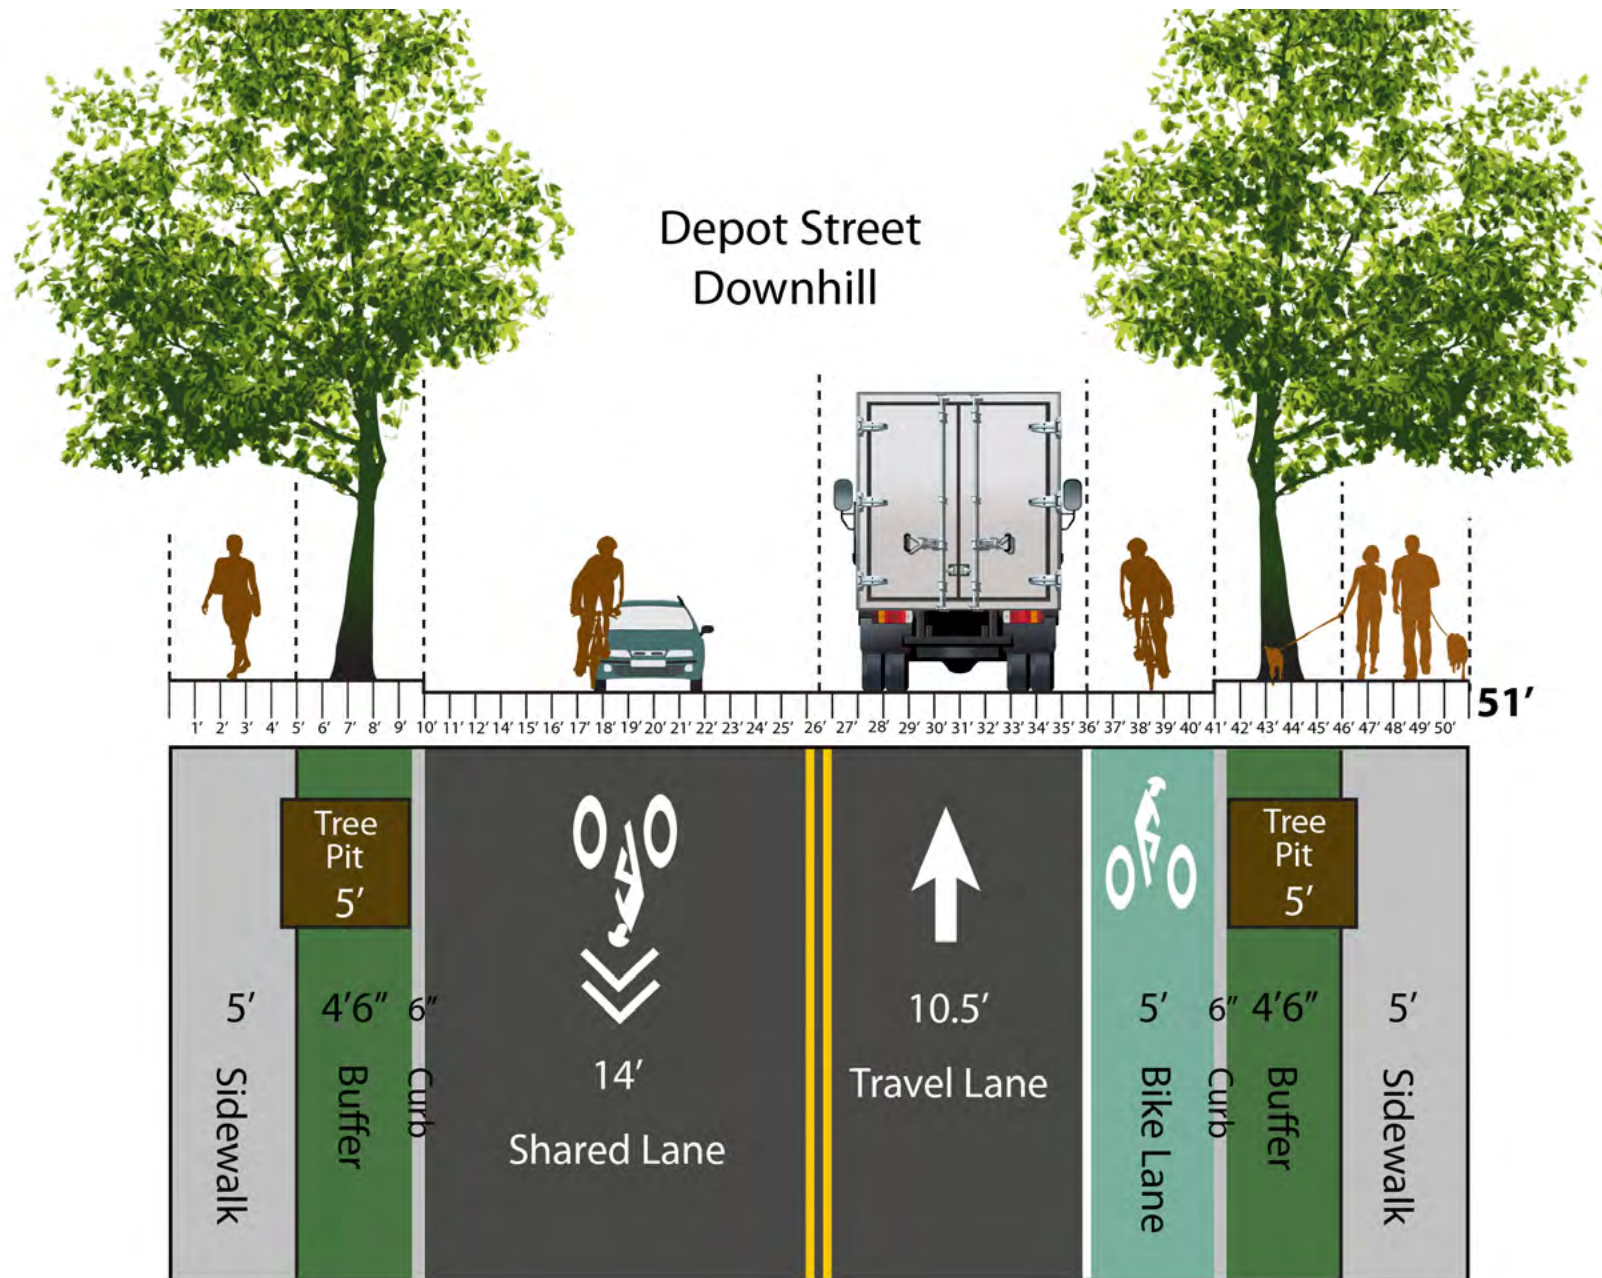 Depot Street
Downhill
51’
1’ 2’ 3’ 4’ 5’ 6’ 7’ 8’ 9’ 10’ 11’ 12’ 13’ 14’ 15’ 16’ 17’ 18’ 19’ 20’ 21’ 22’ 23’ 24’ 25’ 26’ 27’ 28’ 29’ 30’ 31’ 32’ 33’ 34’ 35’ 36’ 37’ 38’ 39’ 40’ 41’ 42’ 43’ 44’ 45’ 46’ 47’ 48’ 49’ 50’
Tree
Pit
5’
Tree
Pit
5’
5’
Sidewalk
4’6”
Buffer
6”
Curb
14’
Shared Lane
10.5’
Travel Lane
5’
Bike Lane
6”
Curb
4’6”
Buffer
5’
Sidewalk